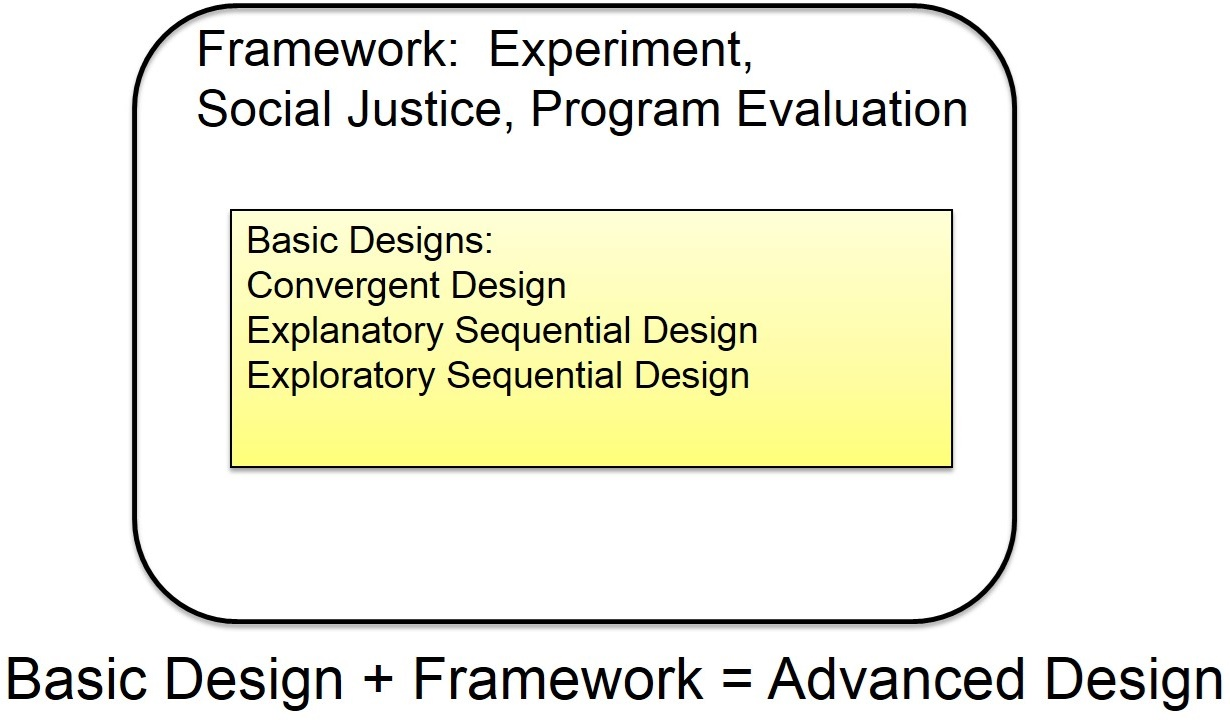 Framework:  Experiment,
Social Justice, Program Evaluation
Basic Designs:
Convergent Design
Explanatory Sequential Design
Exploratory Sequential Design
Basic Design + Framework = Advanced Design